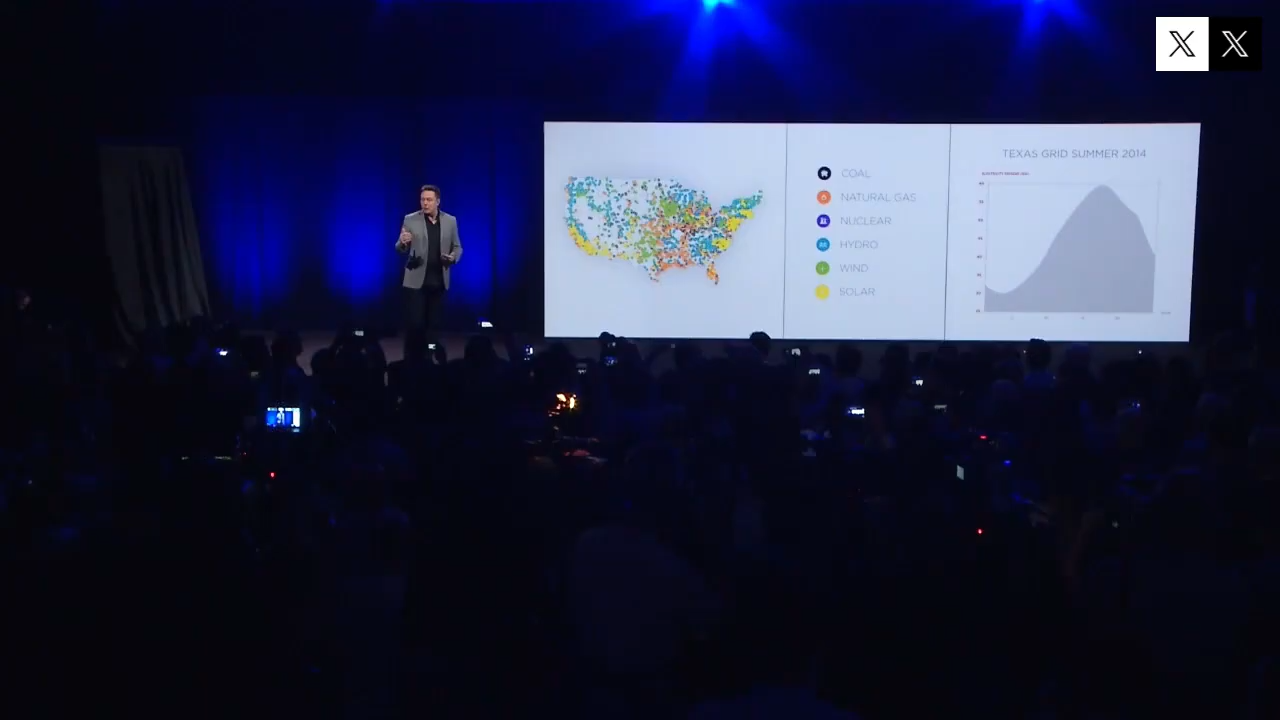 COAL
NATURAL GAS
NUCLEAR
HYDRO
WIND
SOLAR
TEXAS GRID SUMMER 2014